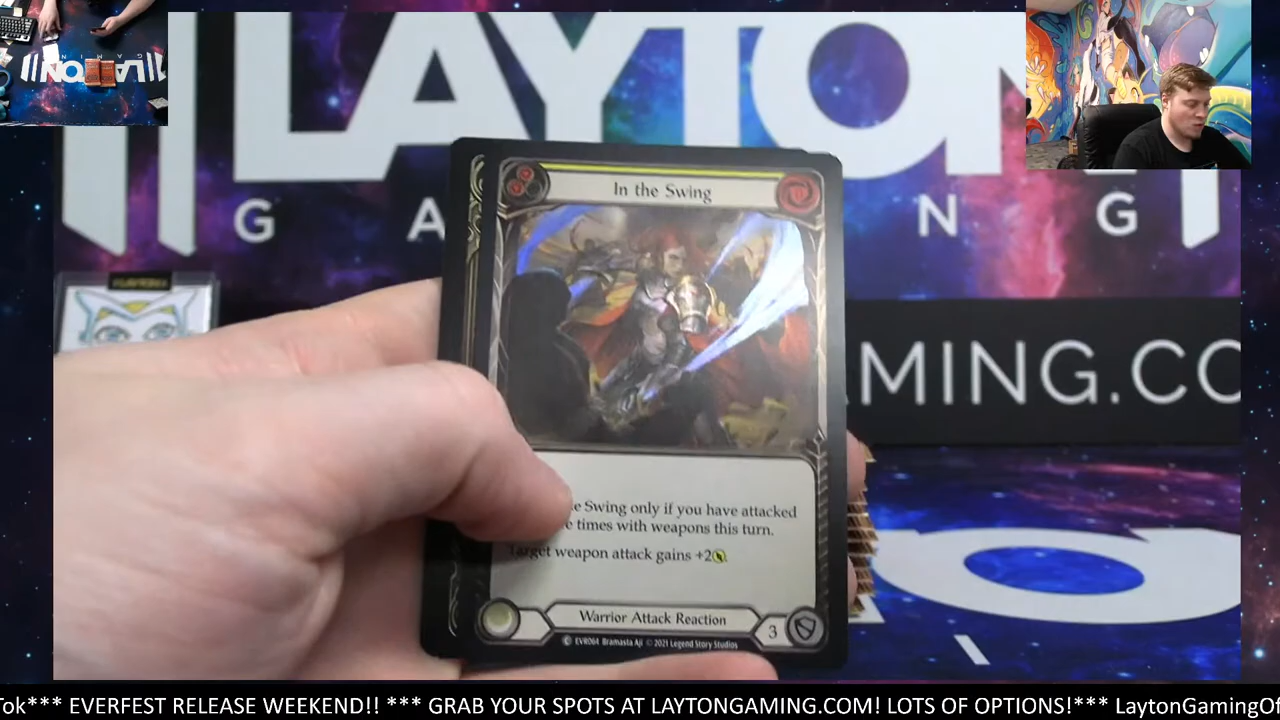 LAYTON
G A N G
In the Swing
e Swing only if you have attacked
e times with weapons this turn.
Target weapon attack gains +2
Warrior Attack Reaction
3
C EVR064 Bramasta Aji © 2021 Legend Story Studios
MING.CO
Tok*** EVERFEST RELEASE WEEKEND!! *** GRAB YOUR SPOTS AT LAYTONGAMING.COM! LOTS OF OPTIONS!*** LaytonGamingOf